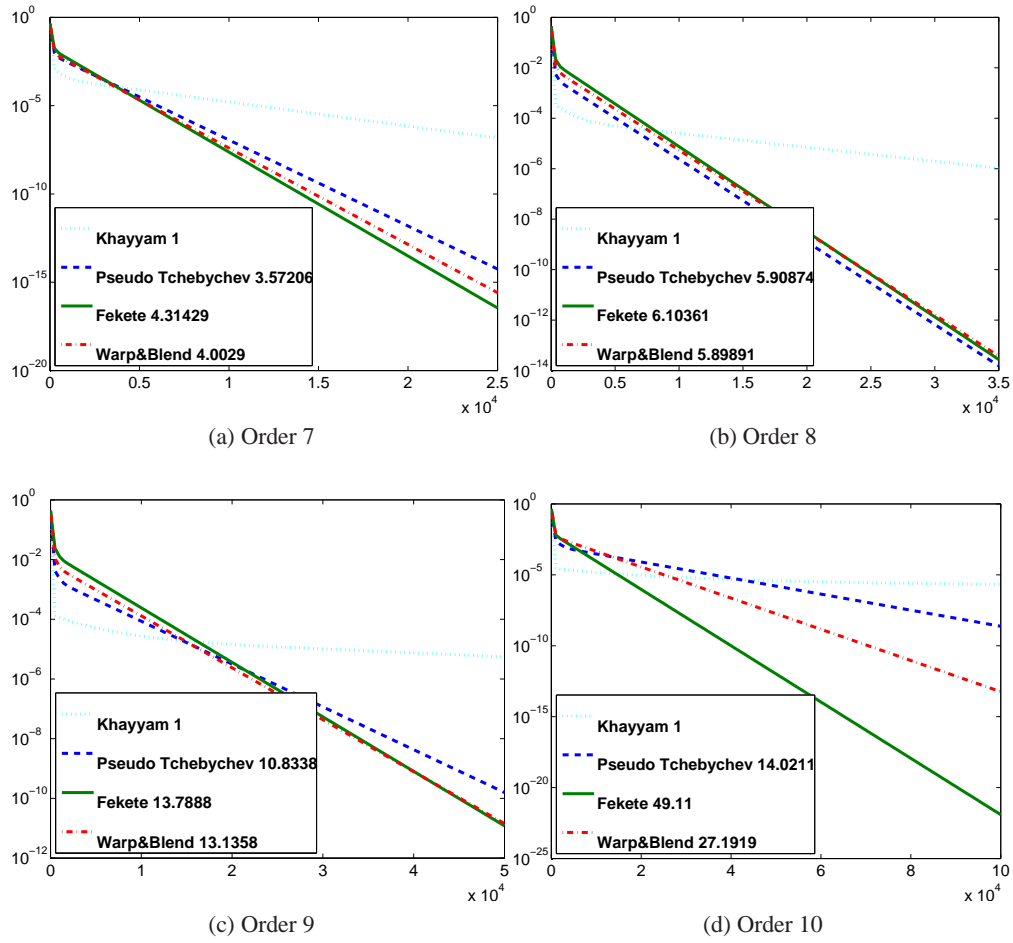 10^0
10^−5
10^−10
10^−15
10^−20
0 0.5 1 1.5 2 2.5
x 10^4
Khayyam 1
Pseudo Tchebychev 3.57206
Fekete 4.31429
Warp&Blend 4.0029
(a) Order 7
10^0
10^−2
10^−4
10^−6
10^−8
10^−10
10^−12
10^−14
0 0.5 1 1.5 2 2.5 3 3.5
x 10^4
Khayyam 1
Pseudo Tchebychev 5.90874
Fekete 6.10361
Warp&Blend 5.89891
(b) Order 8
10^0
10^−2
10^−4
10^−6
10^−8
10^−10
10^−12
0 1 2 3 4 5
x 10^4
Khayyam 1
Pseudo Tchebychev 10.8338
Fekete 13.7888
Warp&Blend 13.1358
(c) Order 9
10^0
10^−5
10^−10
10^−15
10^−20
10^−25
0 2 4 6 8 10
x 10^4
Khayyam 1
Pseudo Tchebychev 14.0211
Fekete 49.11
Warp&Blend 27.1919
(d) Order 10